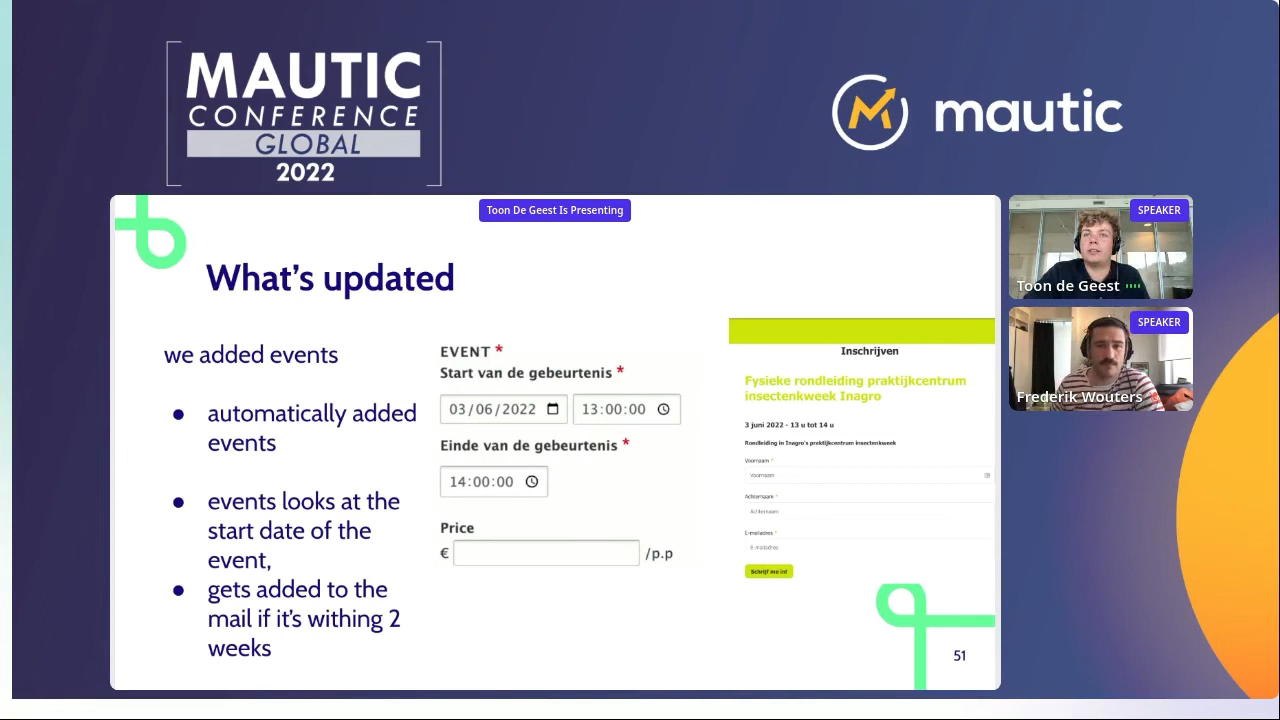 MAUTIC
CONFERENCE
GLOBAL
2022
mautic
Toon De Geest Is Presenting
What's updated
we added events
● automatically added
events
● events looks at the
start date of the
event,
● gets added to the
mail if it's withing 2
weeks
EVENT *
Start van de gebeurtenis *
03/06/2022 13:00:00
Einde van de gebeurtenis *
14:00:00
Price
€ /p.p
Inschrijven
Fysieke rondleiding praktijkcentrum
insectenkweek Inagro
3 juni 2022 - 13 u tot 14 u
Rondleiding in Inagro's praktijkcentrum insectenkweek
Voornaam *
Voornaam
Achternaam *
Achternaam
E-mailadres *
E-mailadres
Schrijf me in!
51
SPEAKER
Toon de Geest
SPEAKER
Frederik Wouters